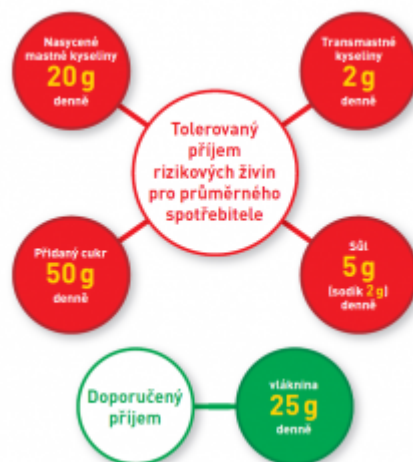 Nasycené
mastné kyseliny
20 g
denně
Transmastné
kyseliny
2 g
denně
Tolerovaný
příjem
rizikových živin
pro průměrného
spotřebitele
Přidaný cukr
50 g
denně
Sůl
5 g
(sodík 2 g)
denně
Doporučený
příjem
vláknina
25 g
denně